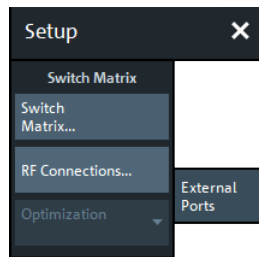 Setup
Switch Matrix
Switch
Matrix...
RF Connections...
External
Ports
Optimization